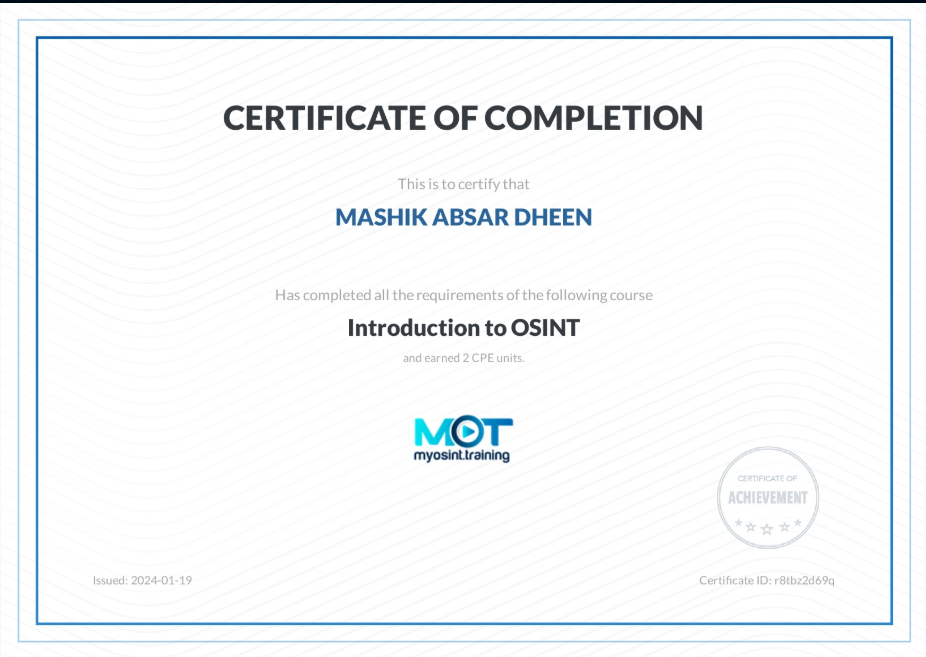 CERTIFICATE OF COMPLETION
This is to certify that
MASHIK ABSAR DHEEN
Has completed all the requirements of the following course
Introduction to OSINT
and earned 2 CPE units.
MOT
myosint.training
CERTIFICATE OF
ACHIEVEMENT
Issued: 2024-01-19
Certificate ID: r8tbz2d69q